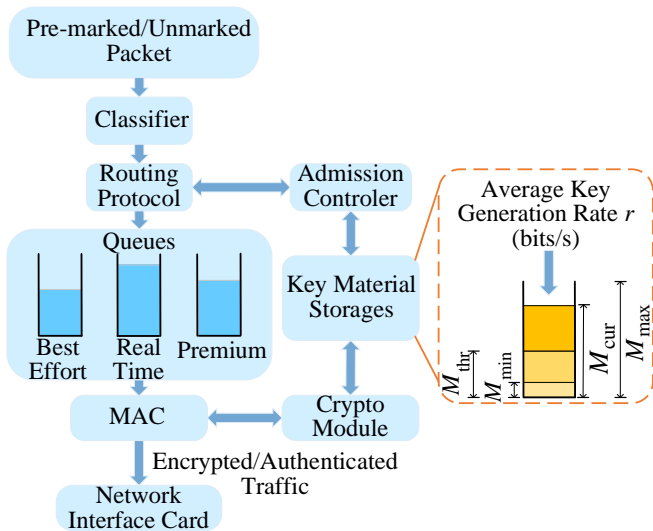 Pre-marked/Unmarked
Packet
Classifier
Routing
Protocol
Admission
Controler
Queues
Best
Effort
Real
Time
Premium
Key Material
Storages
MAC
Crypto
Module
Encrypted/Authenticated
Traffic
Network
Interface Card
Average Key
Generation Rate r
(bits/s)
M_thr
M_min
M_cur
M_max